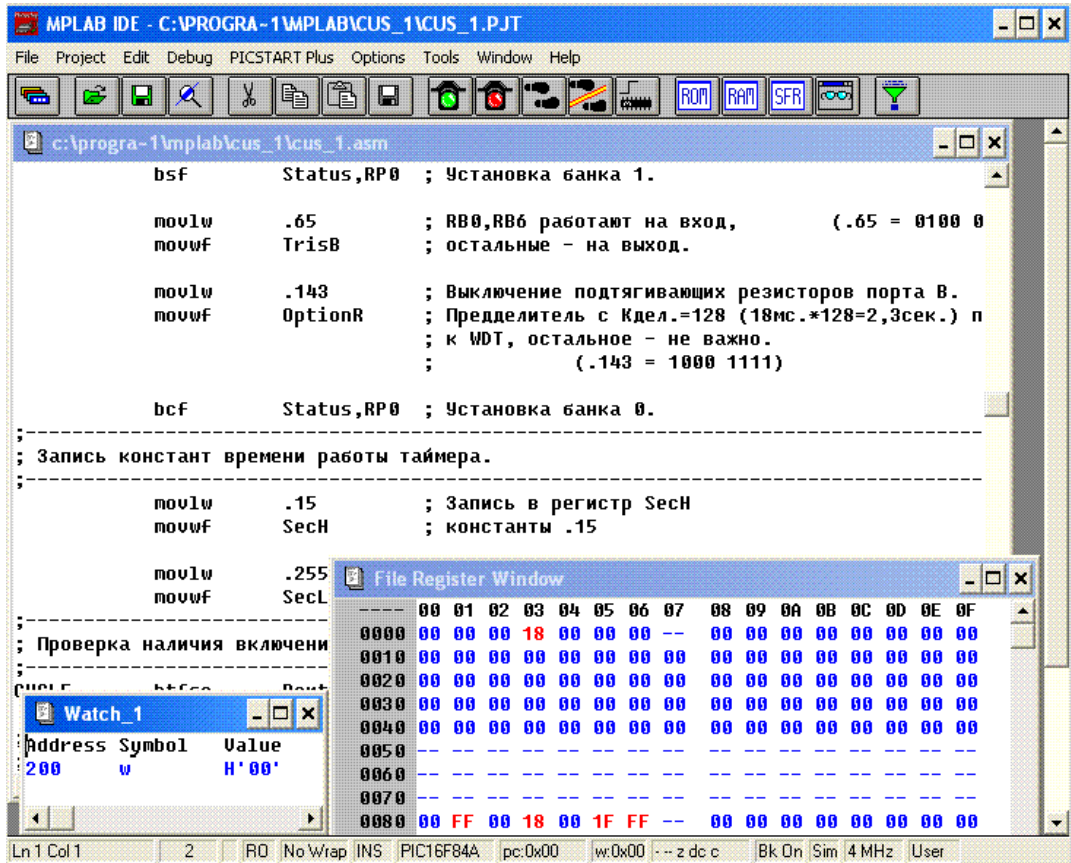 MPLAB IDE - C:\PROGRA~1\MPLAB\CUS_1\CUS_1.PJT
File Project Edit Debug PICSTART Plus Options Tools Window Help
ROM RAM SFR
c:\progra~1\mplab\cus_1\cus_1.asm
bsf Status,RP0 ; Установка банка 1.
movlw .65 ; RB0,RB6 работают на вход, (.65 = 0100 0
movwf TrisB ; остальные - на выход.
movlw .143 ; Выключение подтягивающих резисторов порта В.
movwf OptionR ; Предделитель с Кдел.=128 (18мс.*128=2,3сек.) п
; к WDT, остальное - не важно.
; (.143 = 1000 1111)
bcf Status,RP0 ; Установка банка 0.
;------------------------------------------------------------
; Запись констант времени работы таймера.
;------------------------------------------------------------
movlw .15 ; Запись в регистр SecH
movwf SecH ; константы .15
movlw .255
movwf SecL
;------------------------------
; Проверка наличия включени
;------------------------------
File Register Window
---- 00 01 02 03 04 05 06 07 08 09 0A 0B 0C 0D 0E 0F
0000 00 00 00 18 00 00 00 -- 00 00 00 00 00 00 00 00
0010 00 00 00 00 00 00 00 00 00 00 00 00 00 00 00 00
0020 00 00 00 00 00 00 00 00 00 00 00 00 00 00 00 00
0030 00 00 00 00 00 00 00 00 00 00 00 00 00 00 00 00
0040 00 00 00 00 00 00 00 00 00 00 00 00 00 00 00 00
0050 -- -- -- -- -- -- -- -- -- -- -- -- -- -- -- --
0060 -- -- -- -- -- -- -- -- -- -- -- -- -- -- -- --
0070 -- -- -- -- -- -- -- -- -- -- -- -- -- -- -- --
0080 00 FF 00 18 00 1F FF -- 00 00 00 00 00 00 00 00
Watch_1
Address Symbol Value
200 w H'00'
Ln 1 Col 1 2 RO No Wrap INS PIC16F84A pc:0x00 w:0x00 - -- z dc c Bk On Sim 4 MHz User